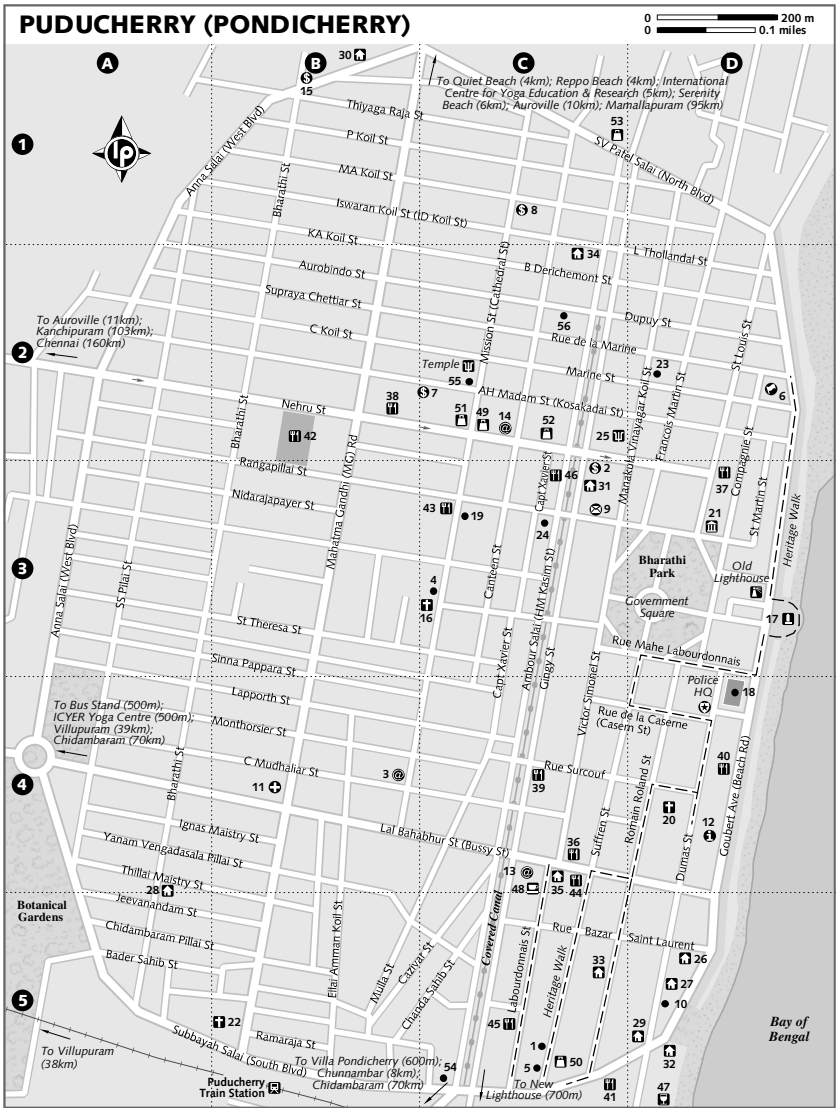 PUDUCHERRY (PONDICHERRY)
0 200 m
0 0.1 miles
A
B
C
D
30
15
To Quiet Beach (4km); Reppo Beach (4km); International
Centre for Yoga Education & Research (5km); Serenity
Beach (6km); Auroville (10km); Mamallapuram (95km)
Thiyaga Raja St
53
1
lp
P Koil St
SV Patel Salai (North Blvd)
Anna Salai (West Blvd)
MA Koil St
Bharathi St
Iswaran Koil St (ID Koil St)
8
KA Koil St
34
L Thollandal St
Aurobindo St
B Derichemont St
Mission St (Cathedral St)
Supraya Chettiar St
To Auroville (11km);
Kanchipuram (103km);
Chennai (160km)
C Koil St
56
Dupuy St
Rue de la Marine
St Louis St
2
Temple
23
Marine St
55
6
7
AH Madam St (Kosakadai St)
38
Nehru St
Manakula Vinayagar Koil St
Francois Martin St
51
49
14
52
25
Bharathi St
42
Compagnie St
Mahatma Gandhi (MG) Rd
Rangapillai St
2
46
37
Capt Xavier St
31
St Martin St
Nidarajapayer St
43
19
9
21
24
Heritage Walk
Anna Salai (West Blvd)
SS Pilai St
3
Canteen St
Bharathi
Park
Old
Lighthouse
4
16
Government
Square
17
Ambour Salai (HM Kasim St)
Gingy St
St Theresa St
Rue Mahe Labourdonnais
Capt Xavier St
Sinna Pappara St
Victor Simonel St
Police
HQ
18
Lapporth St
To Bus Stand (500m);
ICYER Yoga Centre (500m);
Villupuram (39km);
Chidambaram (70km)
Rue de la Caserne
(Casern St)
Monthorsier St
Bharathi St
C Mudhaliar St
3
Rue Surcouf
39
40
Goubert Ave (Beach Rd)
4
11
Romain Roland St
20
12
Ignas Maistry St
Suffren St
Lal Bahabhur St (Bussy St)
Yanam Vengadasala Pillai St
36
Dumas St
Thillai Maistry St
13
28
48
35
44
Botanical
Gardens
Jeevanandam St
Covered Canal
Chidambaram Pillai St
Labourdonnais St
Rue Bazar Saint Laurent
Ellai Amman Koil St
Heritage Walk
26
Bader Sahib St
Mulla St
Cazivar St
Chanda Sahib St
33
27
5
10
22
45
29
Bay of
Bengal
Ramaraja St
1
32
Subbayah Salai (South Blvd)
To Villupuram
(38km)
To Villa Pondicherry (600m);
Chunnambar (8km);
Chidambaram (70km)
54
5
50
Puducherry
Train Station
To New
Lighthouse (700m)
41
47